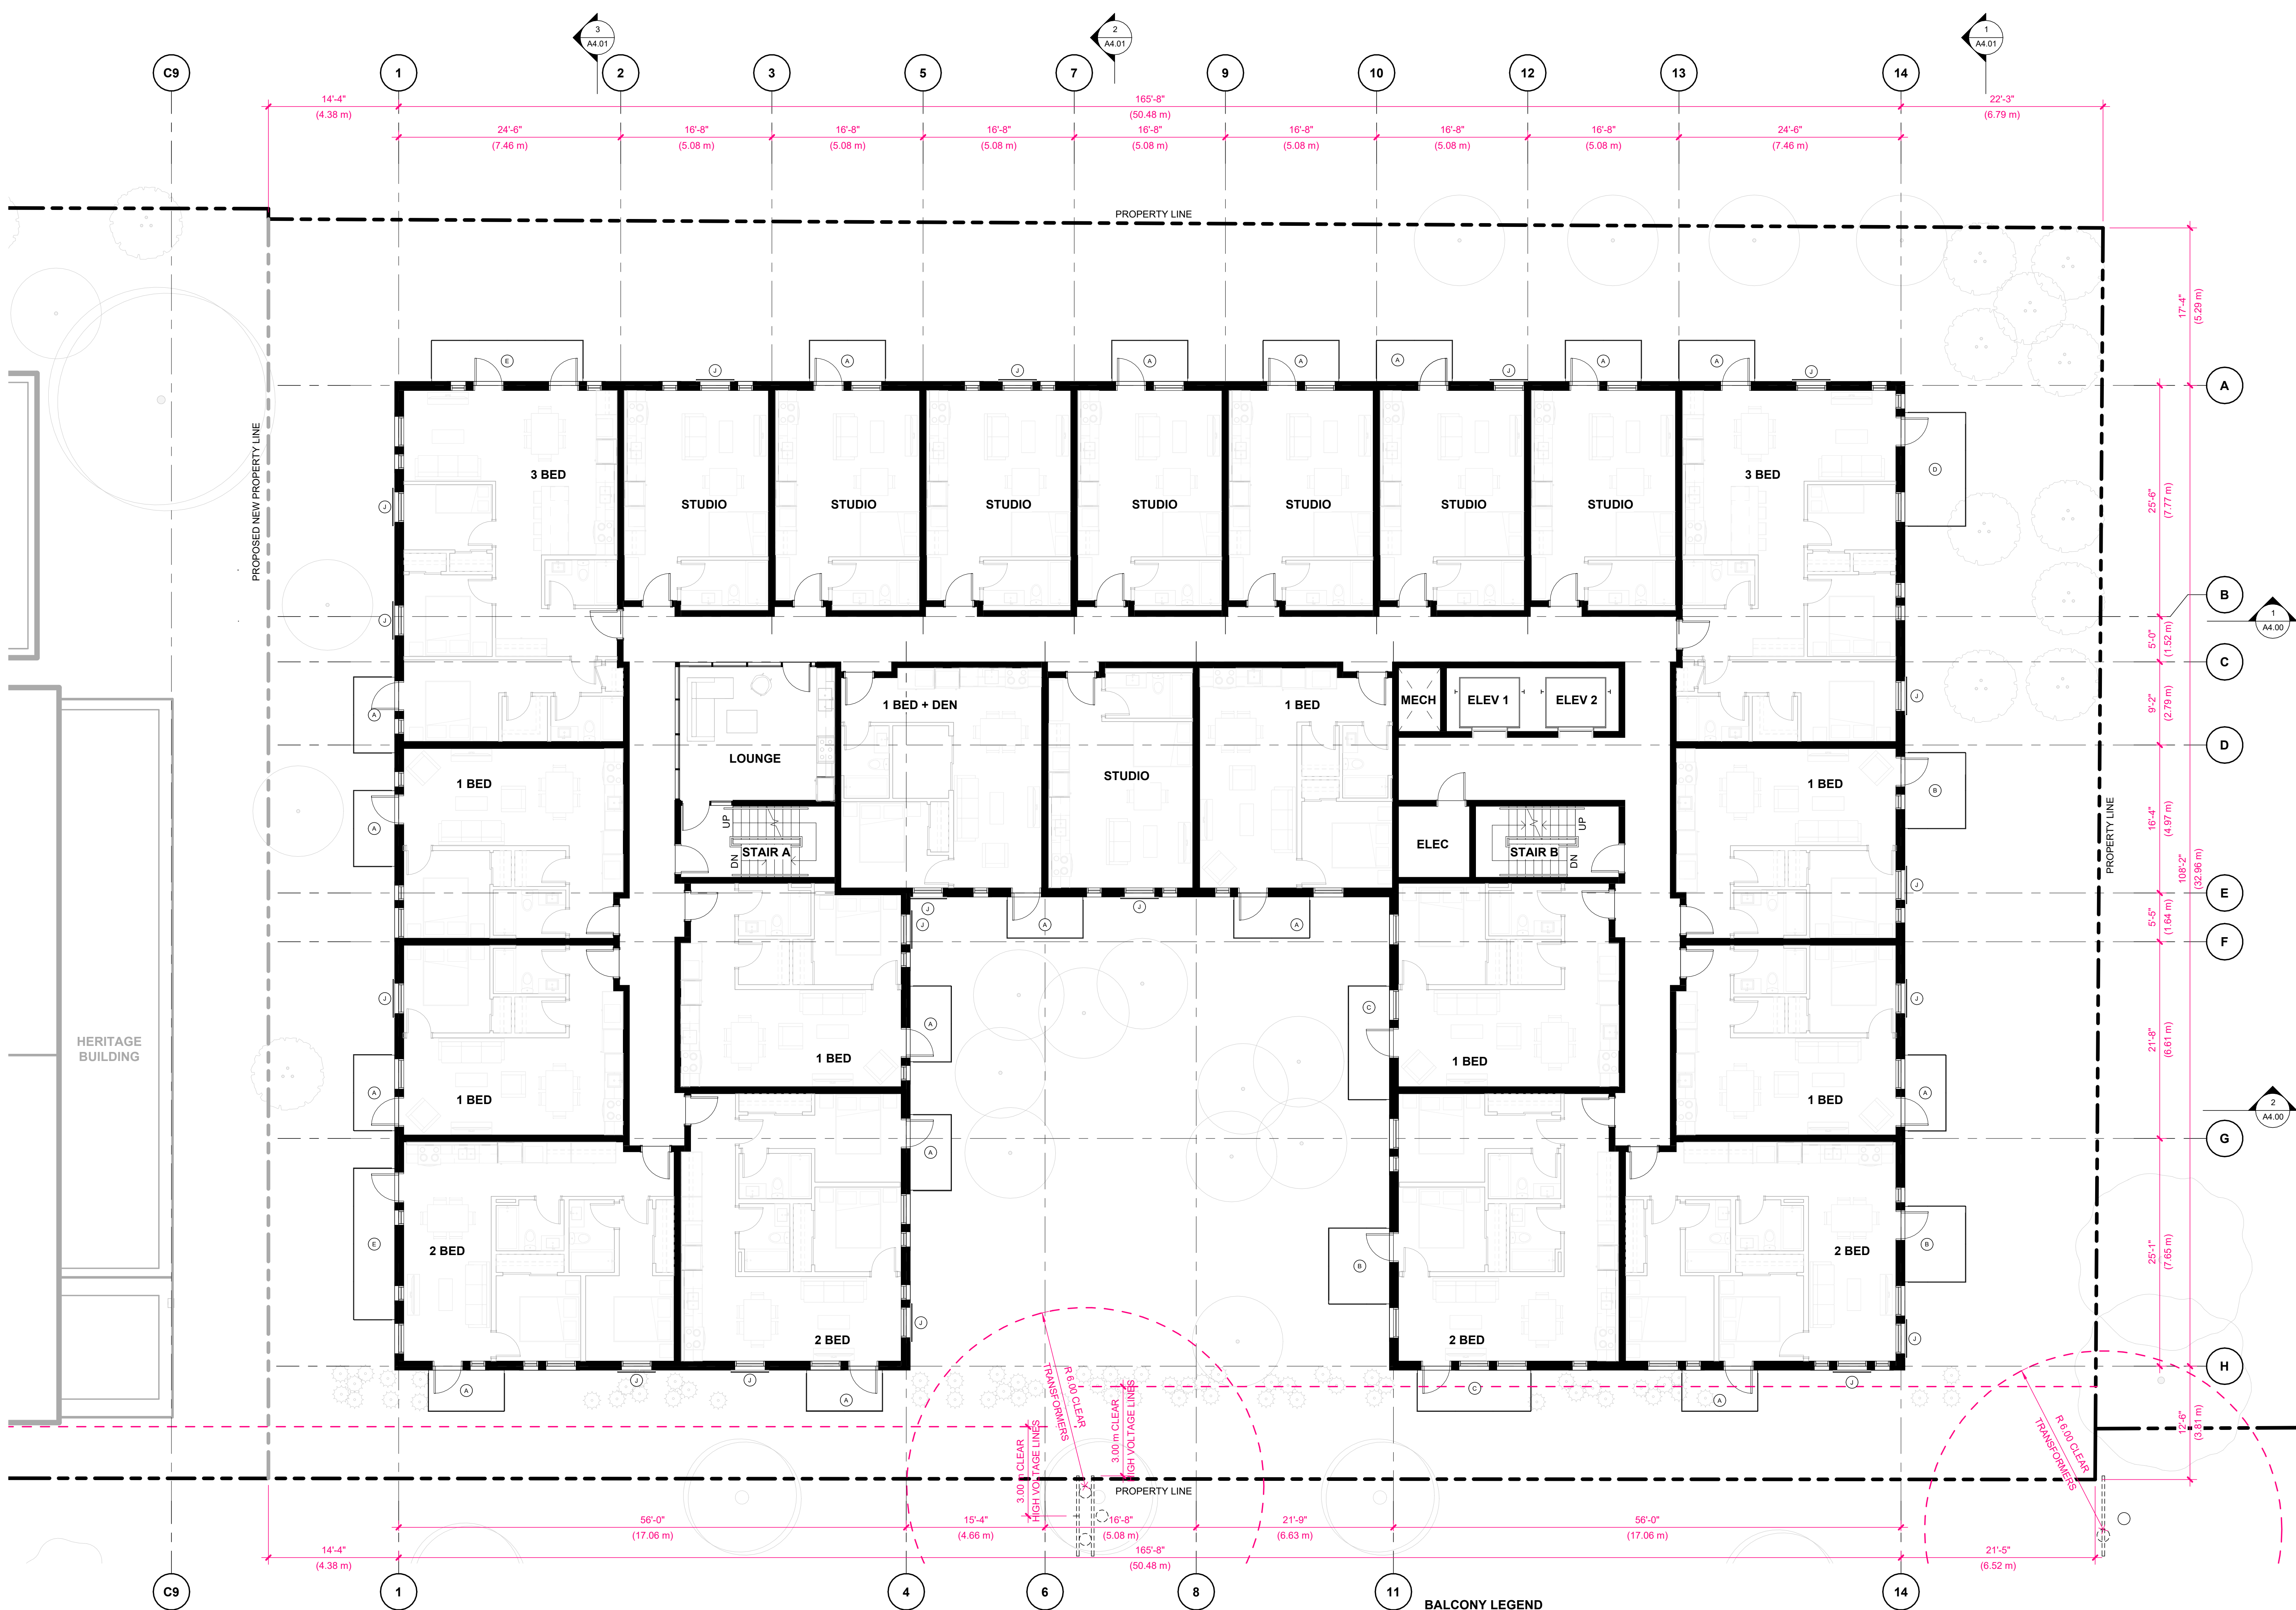 3
A4.01
2
A4.01
1
A4.01
C9
1
2
3
5
7
9
10
12
13
14
14'-4"
(4.38 m)
165'-8"
(50.48 m)
22'-3"
(6.79 m)
24'-6"
(7.46 m)
16'-8"
(5.08 m)
16'-8"
(5.08 m)
16'-8"
(5.08 m)
16'-8"
(5.08 m)
16'-8"
(5.08 m)
16'-8"
(5.08 m)
16'-8"
(5.08 m)
24'-6"
(7.46 m)
PROPERTY LINE
17'-4"
(5.29 m)
E
J
A
J
A
A
A
J
A
A
J
A
PROPOSED NEW PROPERTY LINE
3 BED
STUDIO
STUDIO
STUDIO
STUDIO
STUDIO
STUDIO
STUDIO
3 BED
D
J
J
25'-6"
(7.77 m)
B
1
A4.00
5'-0"
(1.52 m)
C
A
LOUNGE
1 BED + DEN
STUDIO
1 BED
MECH
ELEV 1
ELEV 2
J
9'-2"
(2.79 m)
D
1 BED
A
1 BED
B
UP
DN
STAIR A
ELEC
UP
DN
STAIR B
PROPERTY LINE
16'-4"
(4.97 m)
108'-2"
(32.96 m)
J
E
J
J
A
J
A
5'-5"
(1.64 m)
F
J
J
HERITAGE
BUILDING
A
C
1 BED
1 BED
1 BED
1 BED
A
A
21'-8"
(6.61 m)
2
A4.00
G
A
2 BED
E
2 BED
B
2 BED
2 BED
B
25'-1"
(7.65 m)
J
J
H
A
J
J
A
C
A
J
R 6.00 CLEAR
TRANSFORMERS
3.00 m CLEAR
HIGH VOLTAGE LINES
3.00 m CLEAR
HIGH VOLTAGE LINES
R 6.00 CLEAR
TRANSFORMERS
12'-6"
(3.81 m)
PROPERTY LINE
56'-0"
(17.06 m)
15'-4"
(4.66 m)
16'-8"
(5.08 m)
21'-9"
(6.63 m)
56'-0"
(17.06 m)
14'-4"
(4.38 m)
165'-8"
(50.48 m)
21'-5"
(6.52 m)
C9
1
4
6
8
11
14
BALCONY LEGEND